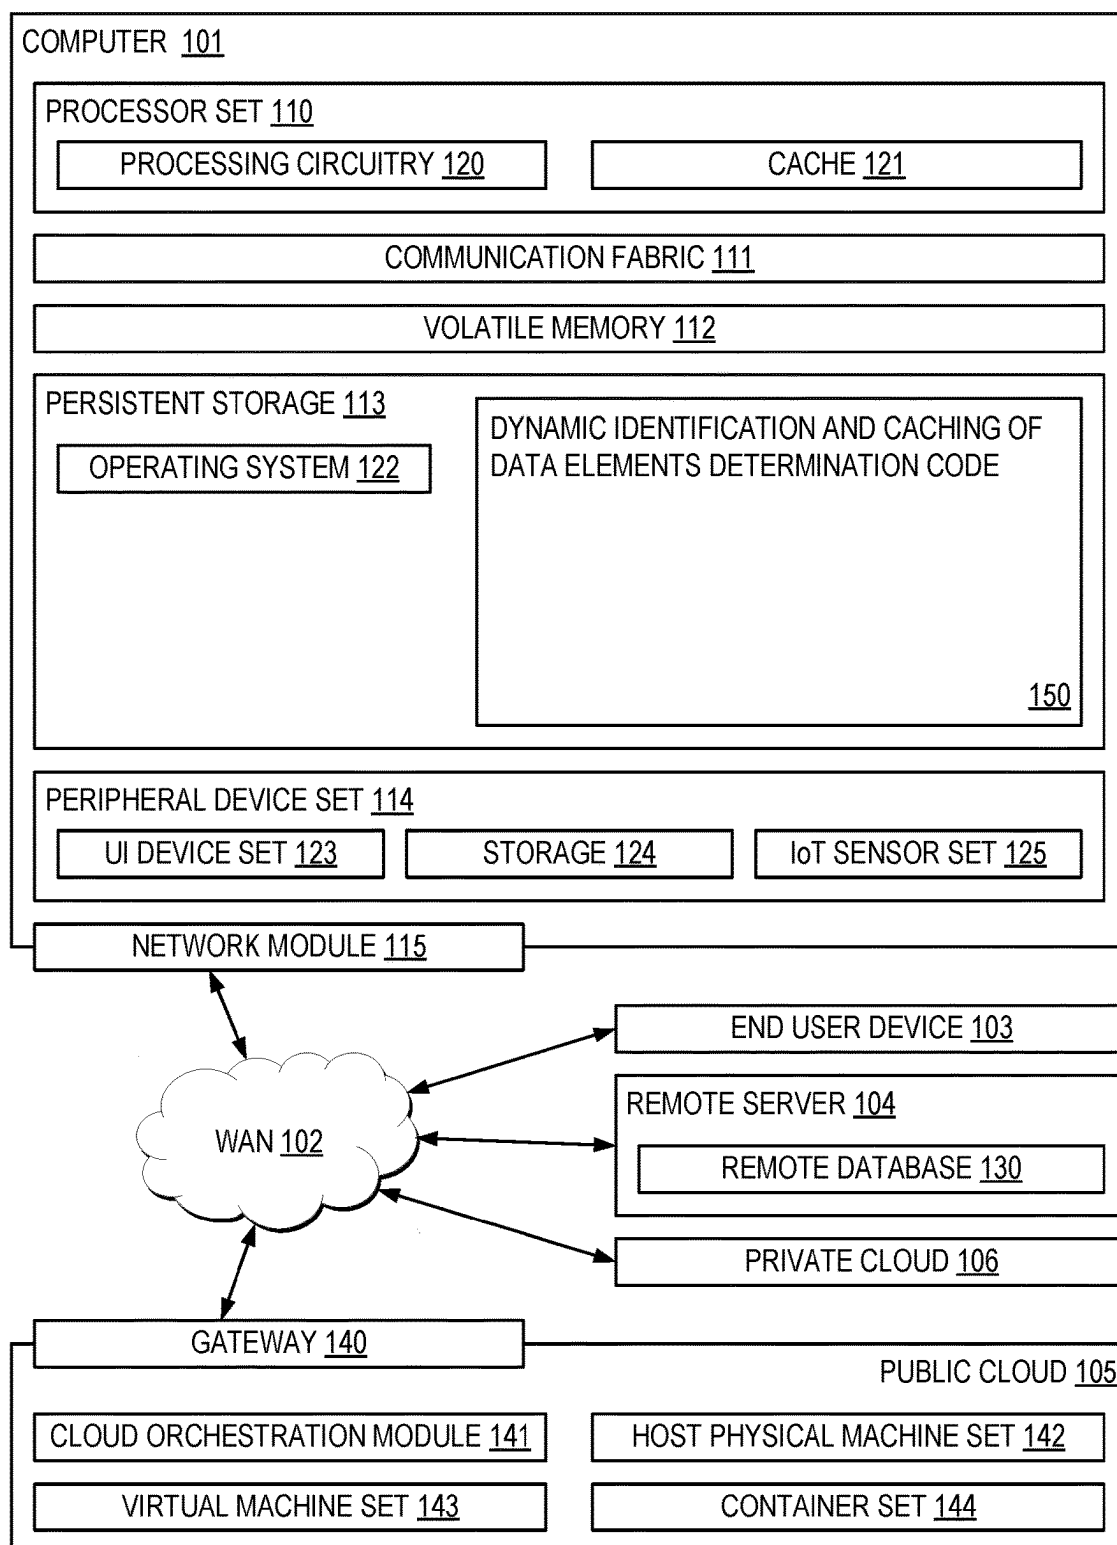 COMPUTER 101
PROCESSOR SET 110
PROCESSING CIRCUITRY 120
CACHE 121
COMMUNICATION FABRIC 111
VOLATILE MEMORY 112
PERSISTENT STORAGE 113
OPERATING SYSTEM 122
DYNAMIC IDENTIFICATION AND CACHING OF
DATA ELEMENTS DETERMINATION CODE
150
PERIPHERAL DEVICE SET 114
UI DEVICE SET 123
STORAGE 124
IoT SENSOR SET 125
NETWORK MODULE 115
WAN 102
END USER DEVICE 103
REMOTE SERVER 104
REMOTE DATABASE 130
PRIVATE CLOUD 106
GATEWAY 140
PUBLIC CLOUD 105
CLOUD ORCHESTRATION MODULE 141
HOST PHYSICAL MACHINE SET 142
VIRTUAL MACHINE SET 143
CONTAINER SET 144